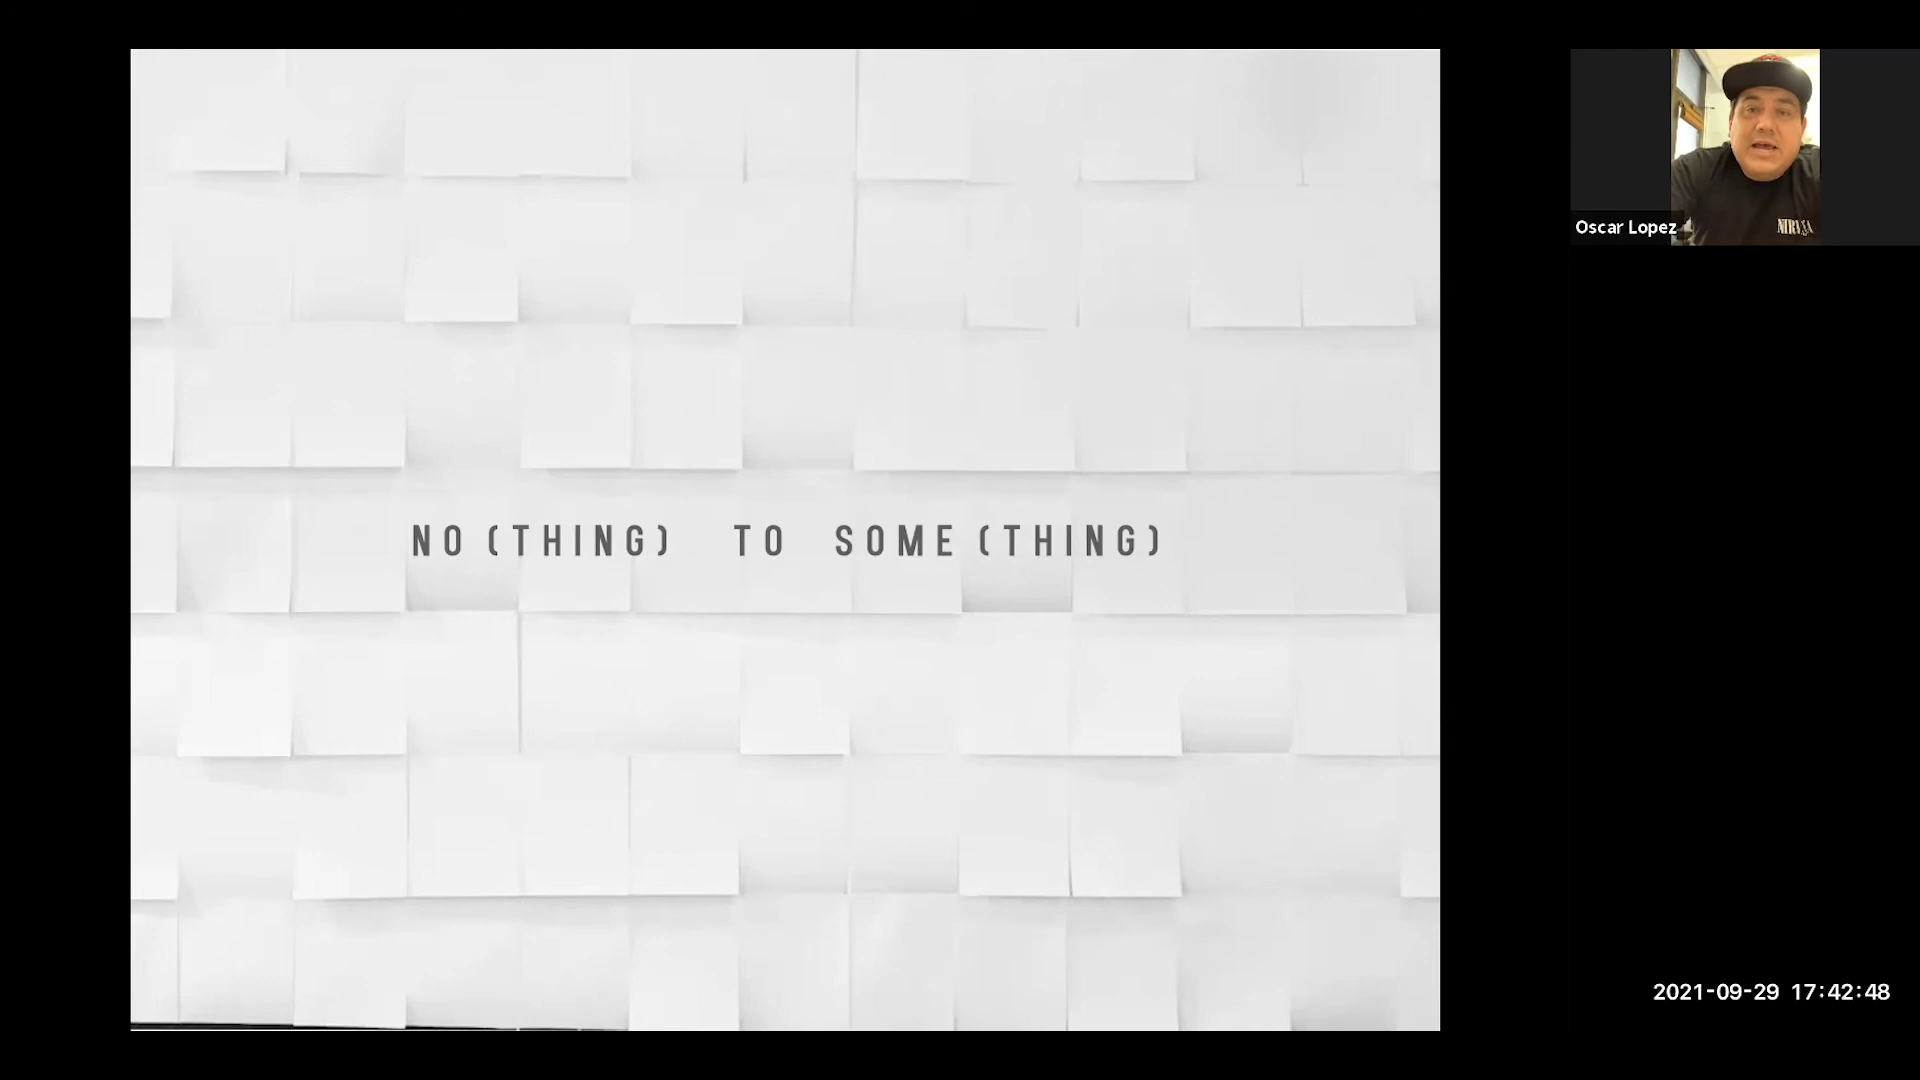 NO (THING) TO SOME (THING)
Oscar Lopez
NIRVANA
2021-09-29 17:42:48